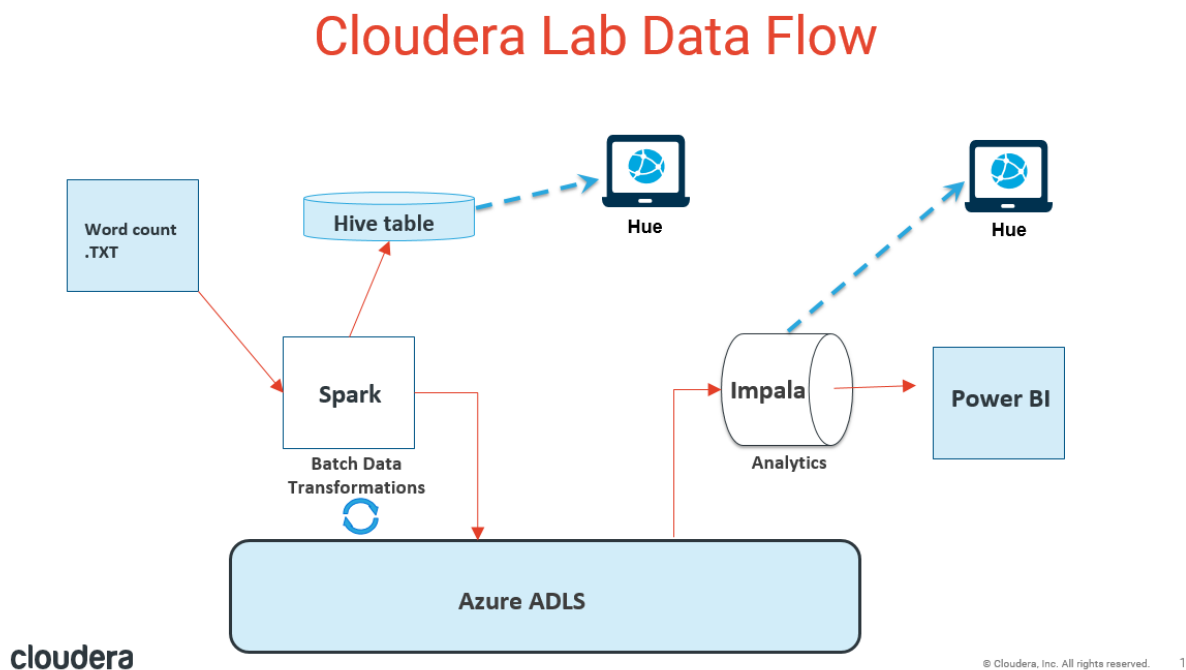 Cloudera Lab Data Flow
Word count
.TXT
Hive table
Hue
Hue
Spark
Batch Data
Transformations
Impala
Analytics
Power BI
Azure ADLS
cloudera
© Cloudera, Inc. All rights reserved.
1